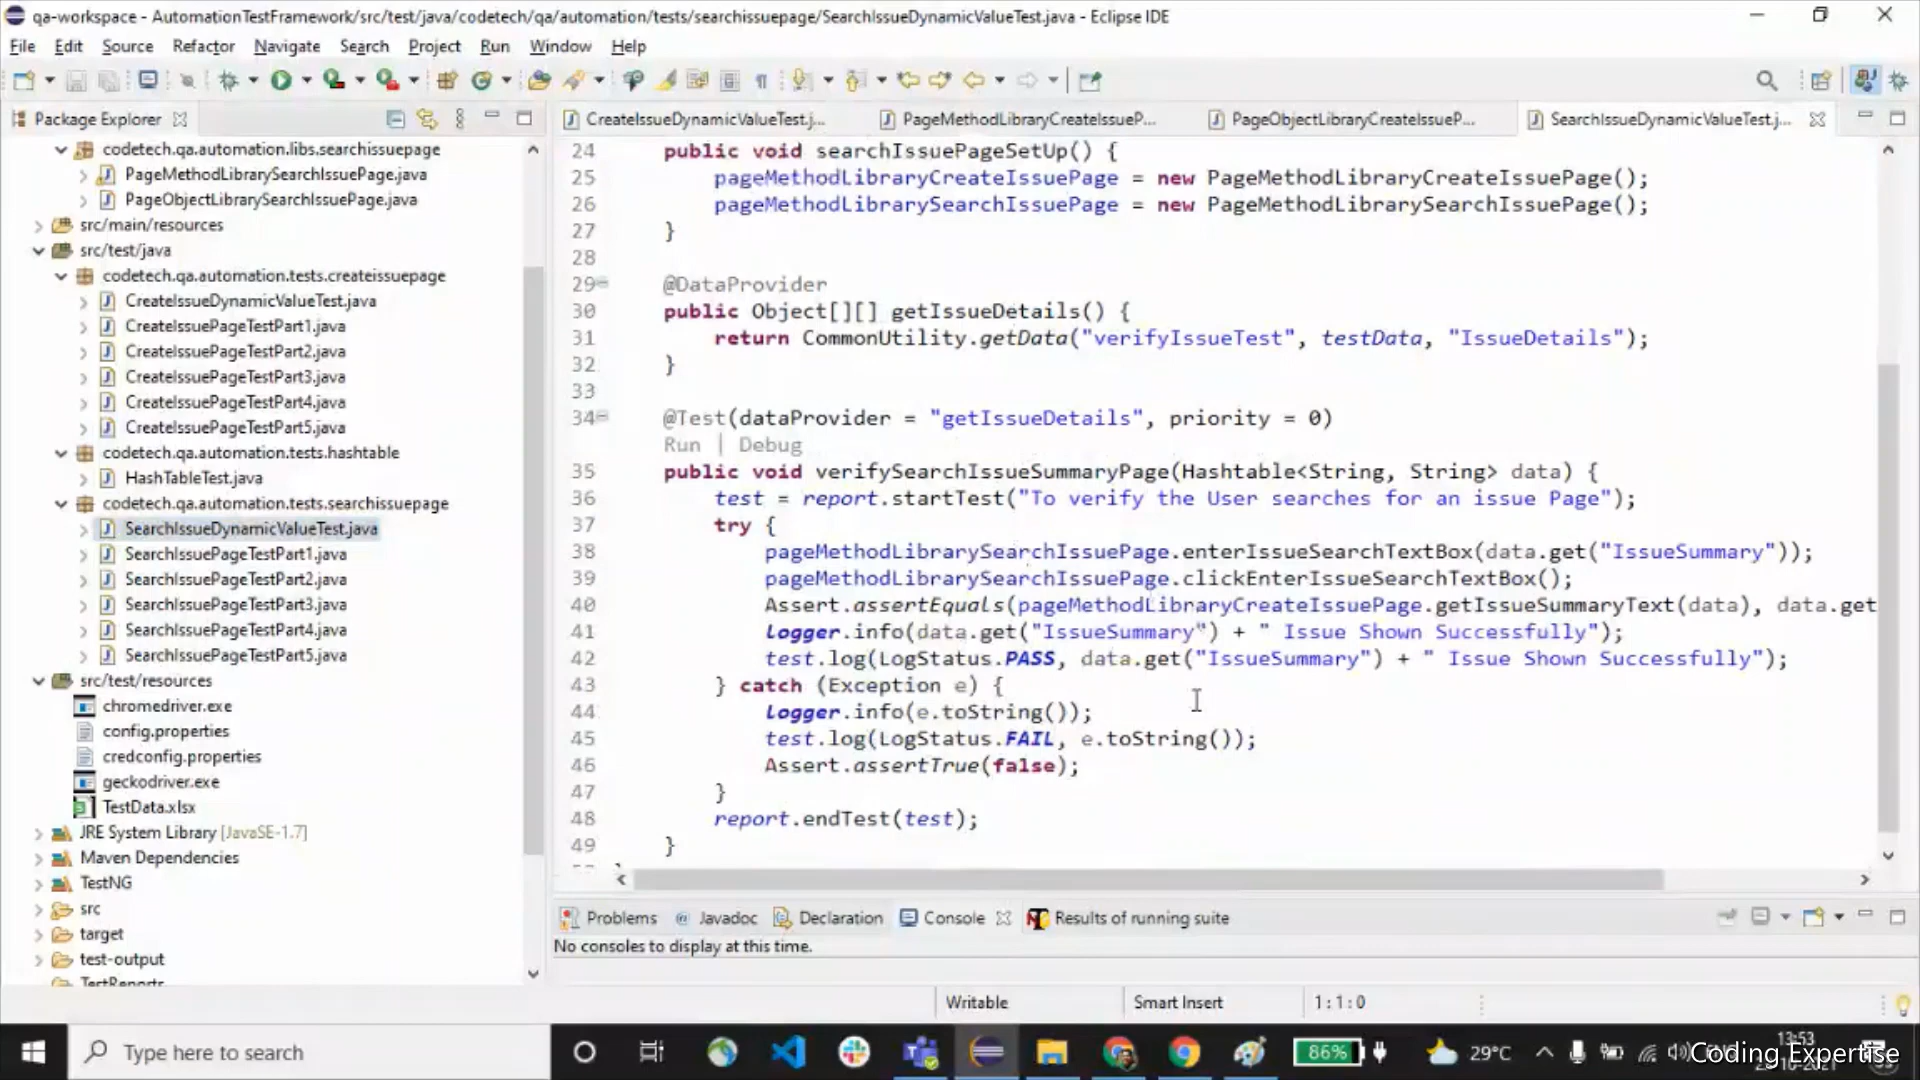 qa-workspace - AutomationTestFramework/src/test/java/codetech/qa/automation/tests/searchissuepage/SearchIssueDynamicValueTest.java - Eclipse IDE
File Edit Source Refactor Navigate Search Project Run Window Help
Package Explorer
codetech.qa.automation.libs.searchissuepage
PageMethodLibrarySearchIssuePage.java
PageObjectLibrarySearchIssuePage.java
src/main/resources
src/test/java
codetech.qa.automation.tests.createissuepage
CreateIssueDynamicValueTest.java
CreateIssuePageTestPart1.java
CreateIssuePageTestPart2.java
CreateIssuePageTestPart3.java
CreateIssuePageTestPart4.java
CreateIssuePageTestPart5.java
codetech.qa.automation.tests.hashtable
HashTableTest.java
codetech.qa.automation.tests.searchissuepage
SearchIssueDynamicValueTest.java
SearchIssuePageTestPart1.java
SearchIssuePageTestPart2.java
SearchIssuePageTestPart3.java
SearchIssuePageTestPart4.java
SearchIssuePageTestPart5.java
src/test/resources
chromedriver.exe
config.properties
credconfig.properties
geckodriver.exe
TestData.xlsx
JRE System Library [JavaSE-1.7]
Maven Dependencies
TestNG
src
target
test-output
TestReports
CreateIssueDynamicValueTest.j... PageMethodLibraryCreateIssueP... PageObjectLibraryCreateIssueP... SearchIssueDynamicValueTest.j...
24 public void searchIssuePageSetUp() {
25 pageMethodLibraryCreateIssuePage = new PageMethodLibraryCreateIssuePage();
26 pageMethodLibrarySearchIssuePage = new PageMethodLibrarySearchIssuePage();
27 }
28
29 @DataProvider
30 public Object[][] getIssueDetails() {
31 return CommonUtility.getData("verifyIssueTest", testData, "IssueDetails");
32 }
33
34 @Test(dataProvider = "getIssueDetails", priority = 0)
Run | Debug
35 public void verifySearchIssueSummaryPage(Hashtable<String, String> data) {
36 test = report.startTest("To verify the User searches for an issue Page");
37 try {
38 pageMethodLibrarySearchIssuePage.enterIssueSearchTextBox(data.get("IssueSummary"));
39 pageMethodLibrarySearchIssuePage.clickEnterIssueSearchTextBox();
40 Assert.assertEquals(pageMethodLibraryCreateIssuePage.getIssueSummaryText(data), data.get
41 Logger.info(data.get("IssueSummary") + " Issue Shown Successfully");
42 test.log(LogStatus.PASS, data.get("IssueSummary") + " Issue Shown Successfully");
43 } catch (Exception e) {
44 Logger.info(e.toString());
45 test.log(LogStatus.FAIL, e.toString());
46 Assert.assertTrue(false);
47 }
48 report.endTest(test);
49 }
Problems Javadoc Declaration Console Results of running suite
No consoles to display at this time.
Writable Smart Insert 1 : 1 : 0
Type here to search
86% 29°C 13:53
Coding Expertise